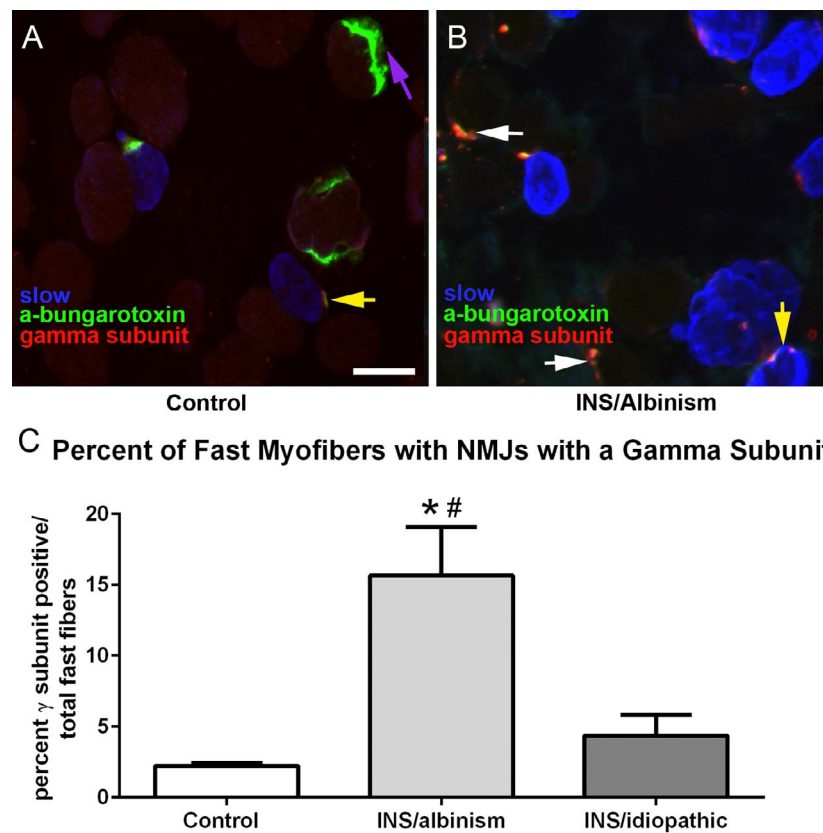 A
slow
a-bungarotoxin
gamma subunit
Control
B
slow
a-bungarotoxin
gamma subunit
INS/Albinism
C Percent of Fast Myofibers with NMJs with a Gamma Subuni
20
15
10
5
0
percent γ subunit positive/
total fast fibers
* #
Control INS/albinism INS/idiopathic